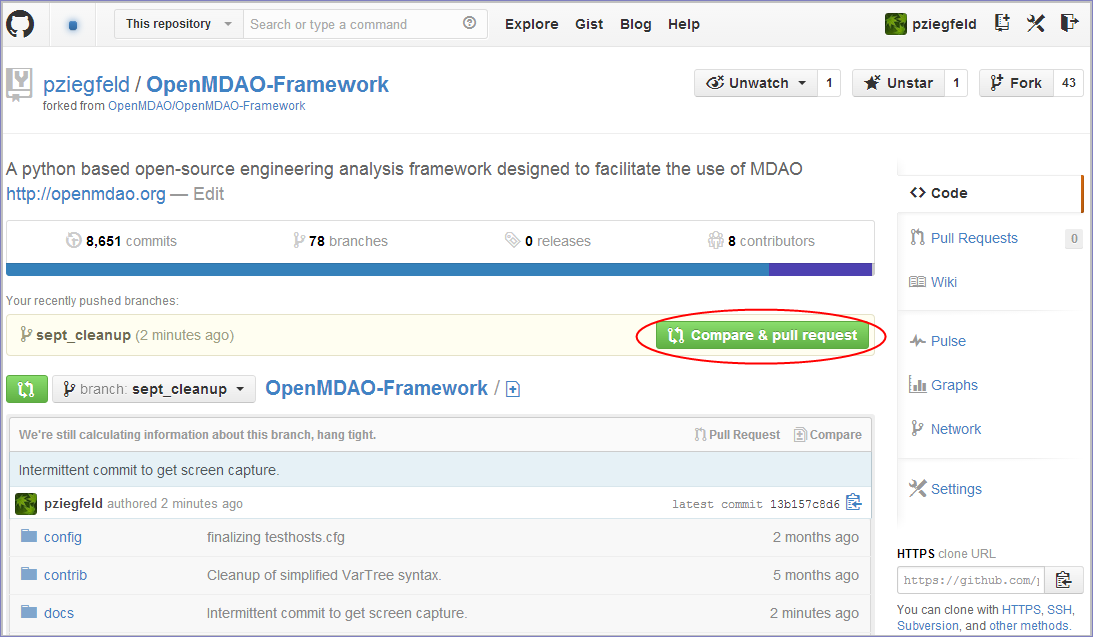 This repository Search or type a command Explore Gist Blog Help pziegfeld
pziegfeld / OpenMDAO-Framework
forked from OpenMDAO/OpenMDAO-Framework
Unwatch 1 Unstar 1 Fork 43
A python based open-source engineering analysis framework designed to facilitate the use of MDAO
http://openmdao.org — Edit
8,651 commits 78 branches 0 releases 8 contributors
Your recently pushed branches:
sept_cleanup (2 minutes ago) Compare & pull request
branch: sept_cleanup OpenMDAO-Framework /
We're still calculating information about this branch, hang tight. Pull Request Compare
Intermittent commit to get screen capture.
pziegfeld authored 2 minutes ago latest commit 13b157c8d6
config finalizing testhosts.cfg 2 months ago
contrib Cleanup of simplified VarTree syntax. 5 months ago
docs Intermittent commit to get screen capture. 2 minutes ago
Code
Pull Requests 0
Wiki
Pulse
Graphs
Network
Settings
HTTPS clone URL
https://github.com/p
You can clone with HTTPS, SSH,
Subversion, and other methods.